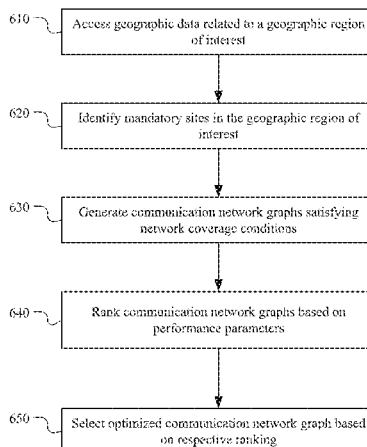 610
Access geographic data related to a geographic region
of interest
620
Identify mandatory sites in the geographic region of
interest
630
Generate communication network graphs satisfying
network coverage conditions
640
Rank communication network graphs based on
performance parameters
650
Select optimized communication network graph based
on respective ranking